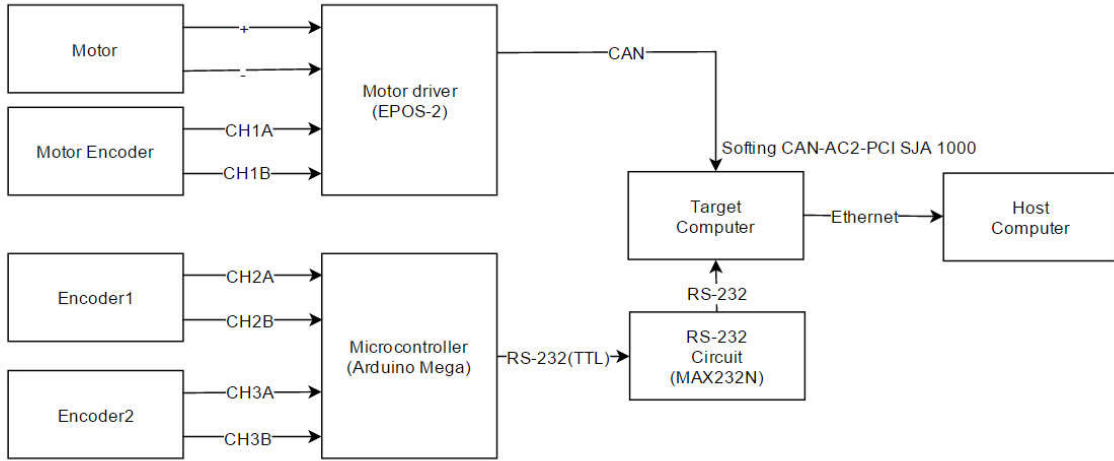 Motor
+
-
Motor driver
(EPOS-2)
CAN
Motor Encoder
CH1A
CH1B
Softing CAN-AC2-PCI SJA 1000
Target
Computer
Ethernet
Host
Computer
Encoder1
CH2A
CH2B
Microcontroller
(Arduino Mega)
RS-232(TTL)
RS-232
RS-232
Circuit
(MAX232N)
Encoder2
CH3A
CH3B